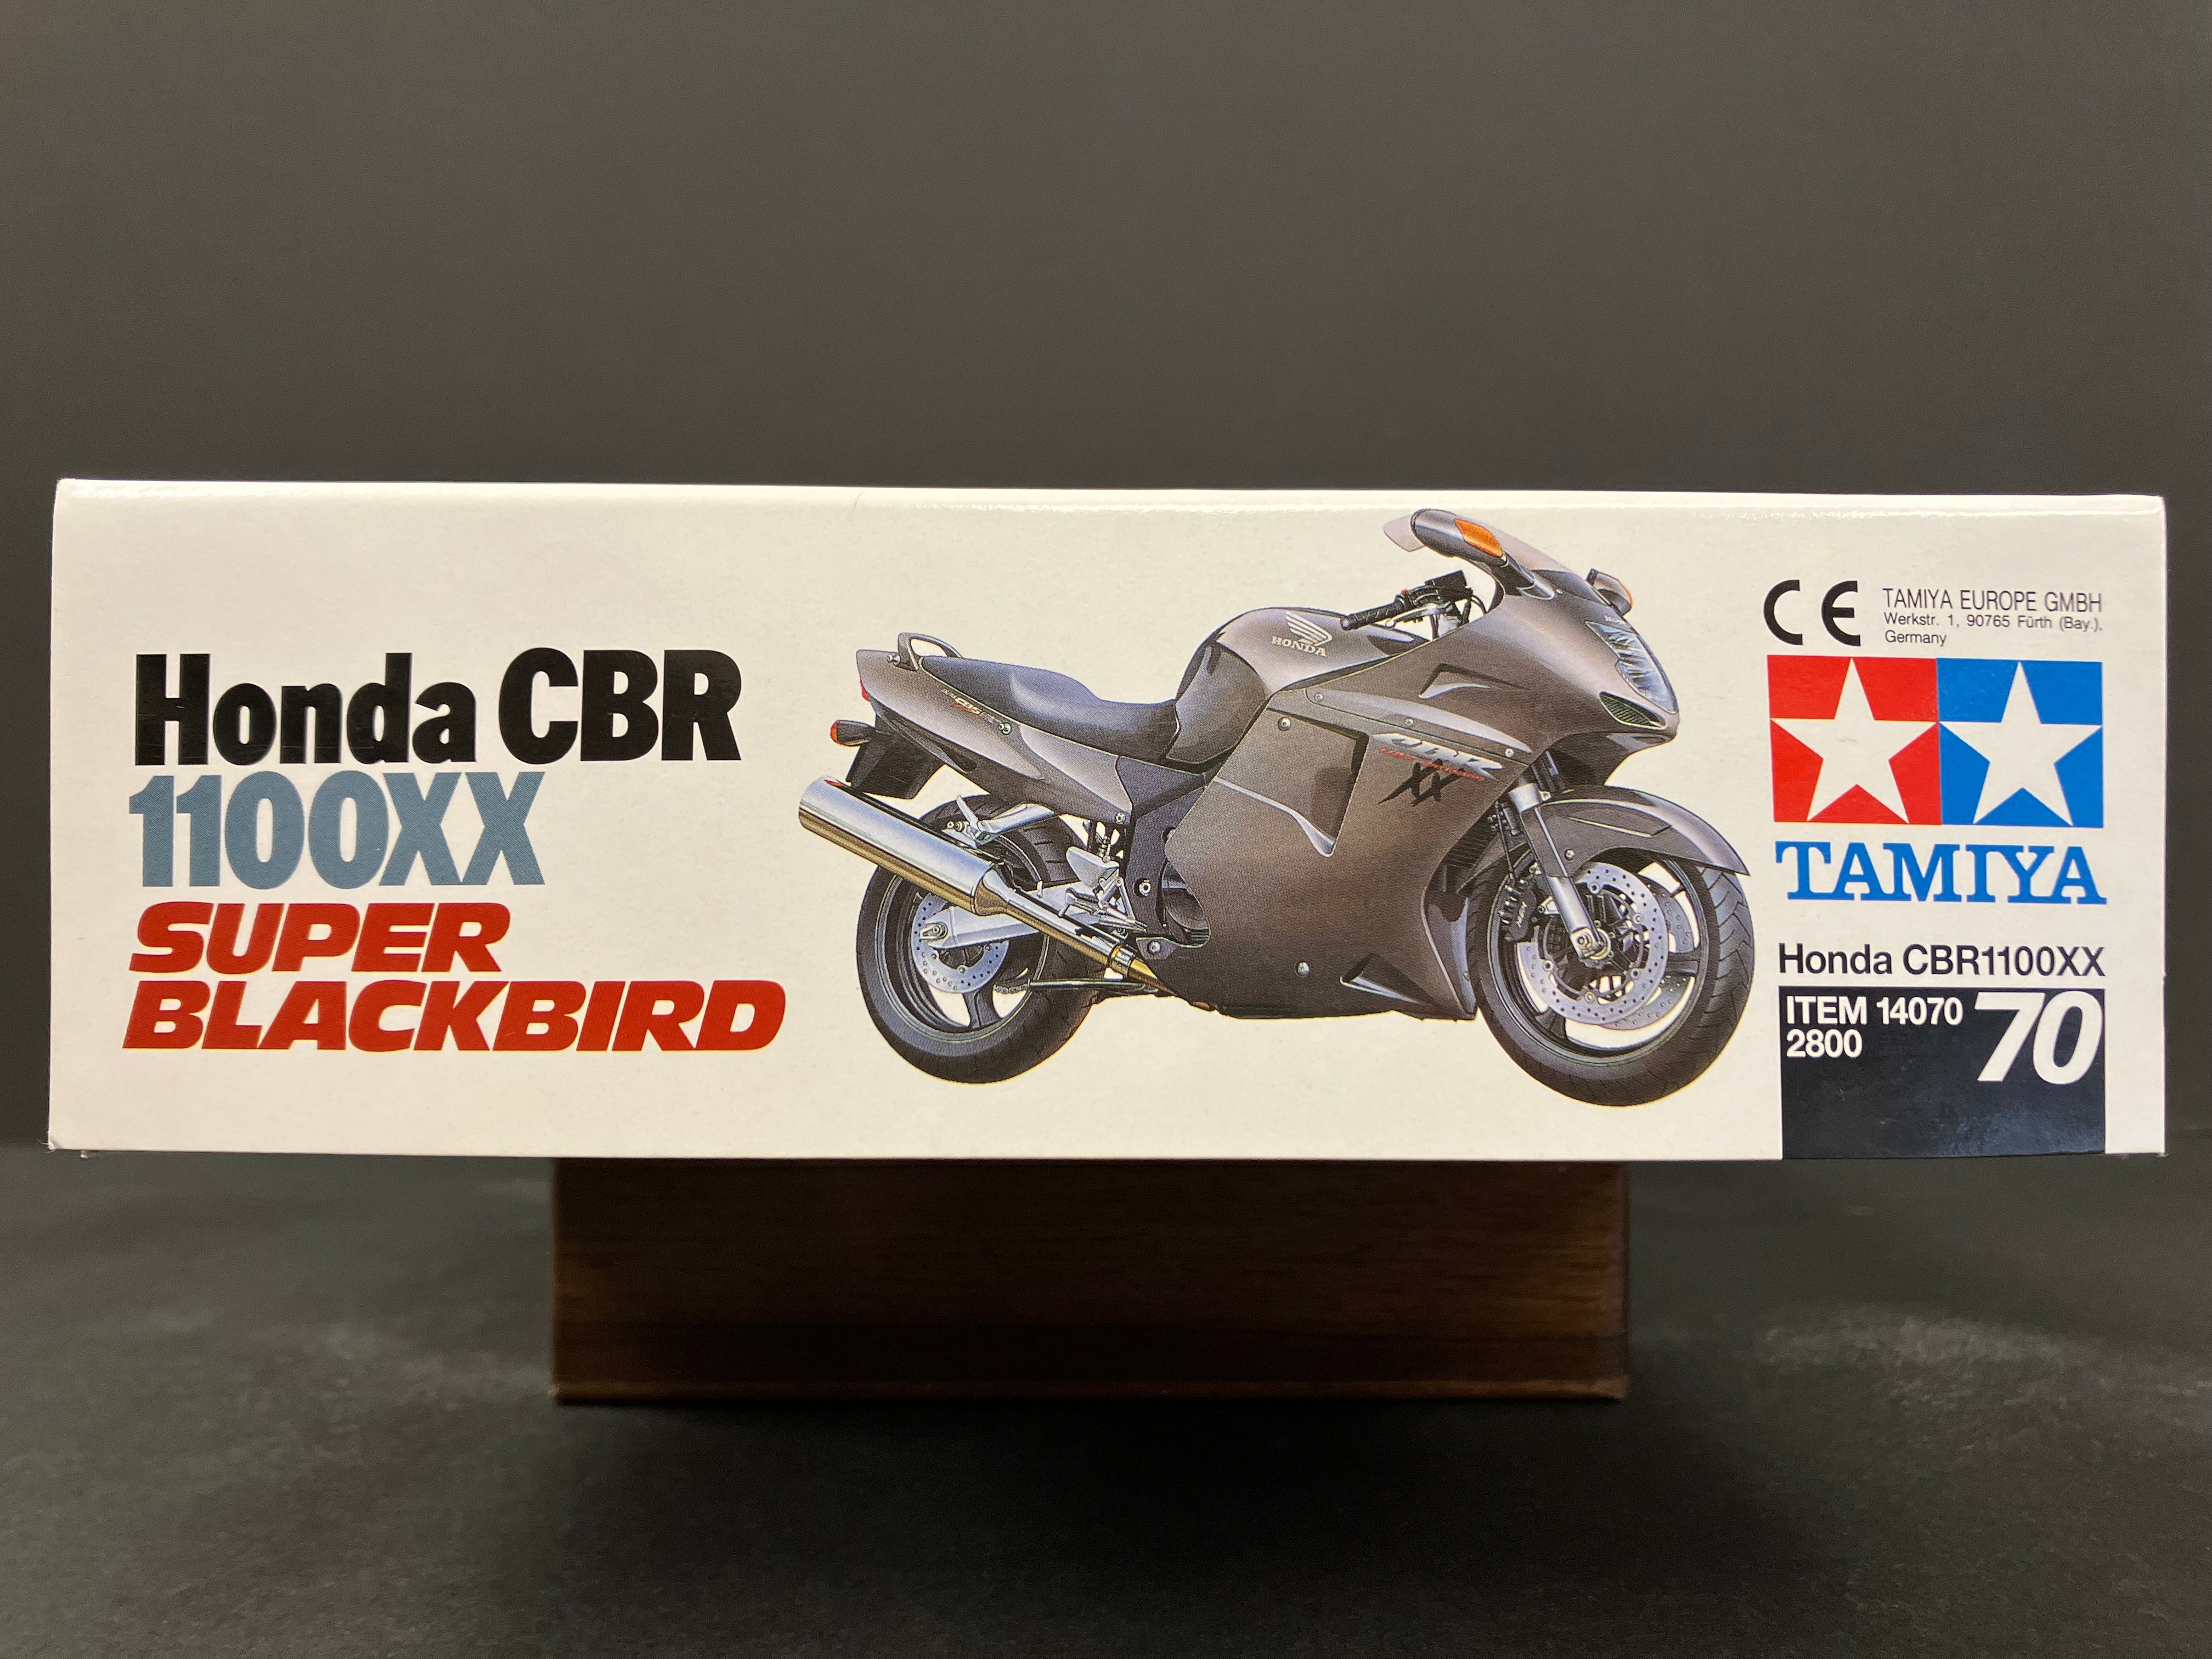 Honda CBR
1100XX
SUPER
BLACKBIRD
HONDA
CBR
XX
CE TAMIYA EUROPE GMBH
Werkstr. 1, 90765 Fürth (Bay.),
Germany
TAMIYA
Honda CBR1100XX
ITEM 14070
2800
70